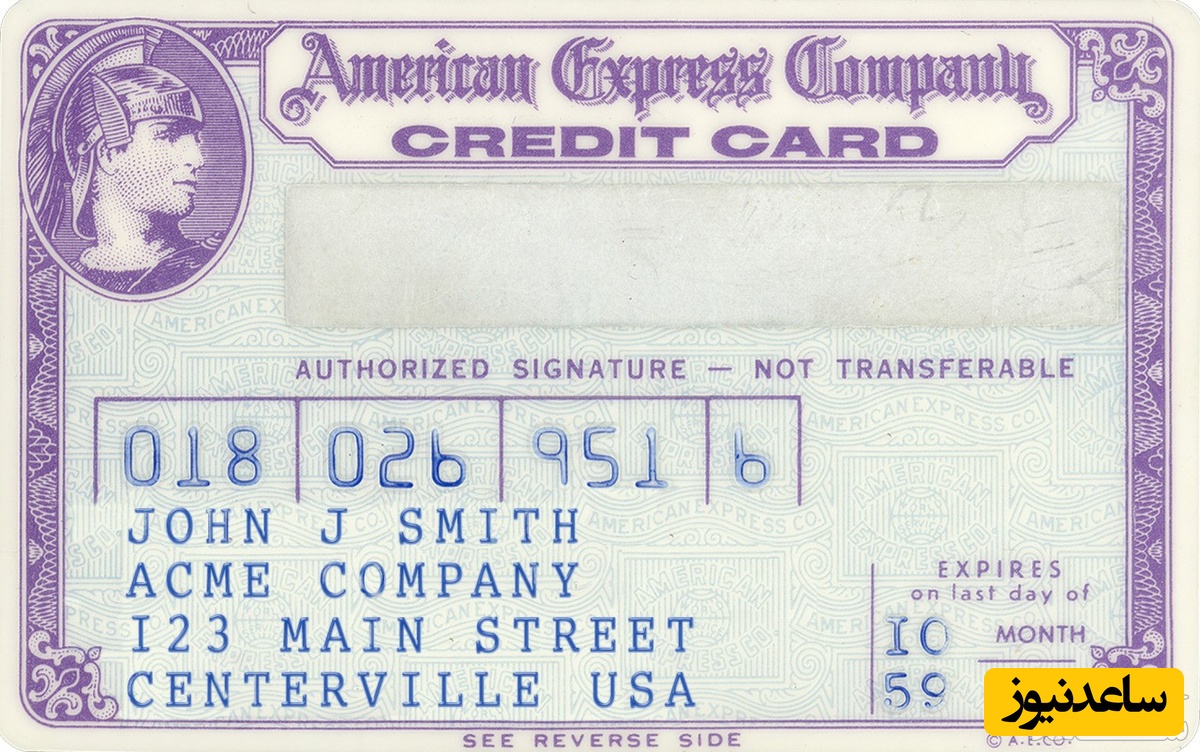 American Express Company
CREDIT CARD
AUTHORIZED SIGNATURE — NOT TRANSFERABLE
018 026 951 6
JOHN J SMITH
ACME COMPANY
123 MAIN STREET
CENTERVILLE USA
EXPIRES
on last day of
10 MONTH
59
ساعدنیوز
SEE REVERSE SIDE
© A.E.CO.